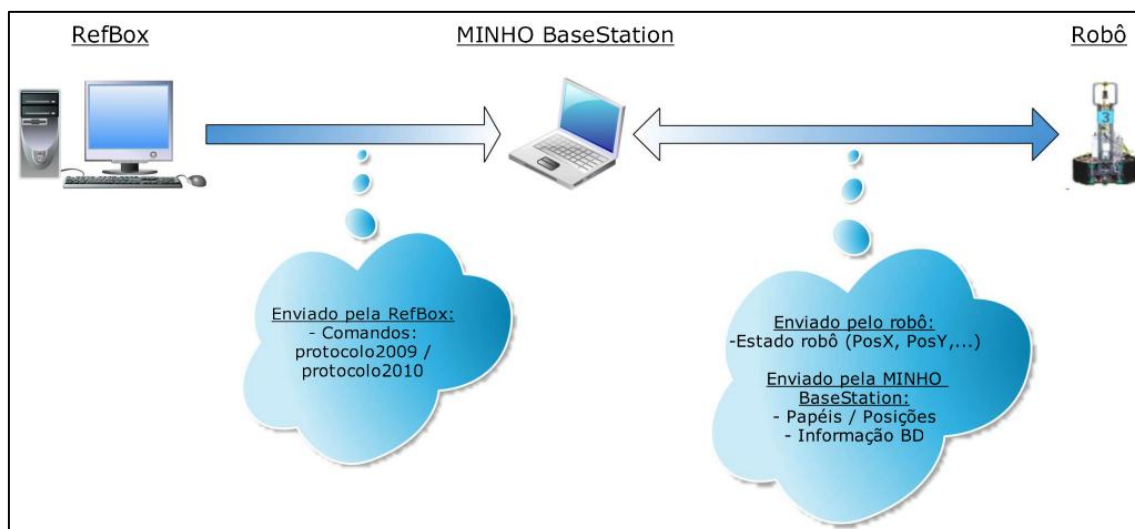 RefBox
MINHO BaseStation
Robô
3
Enviado pela RefBox:
- Comandos:
protocolo2009 /
protocolo2010
Enviado pelo robô:
-Estado robô (PosX, PosY,...)
Enviado pela MINHO
BaseStation:
- Papéis / Posições
- Informação BD